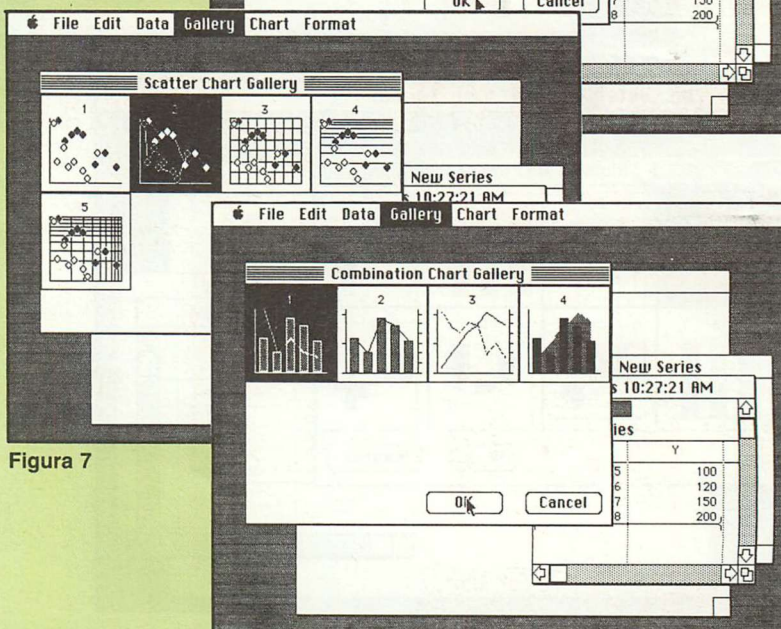 OK Cancel
150
8 200
File Edit Data Gallery Chart Format
Scatter Chart Gallery
1 2 3 4
5
New Series
s 10:27:21 AM
File Edit Data Gallery Chart Format
Combination Chart Gallery
1 2 3 4
New Series
s 10:27:21 AM
ies
Y
5 100
6 120
7 150
8 200
OK Cancel
Figura 7